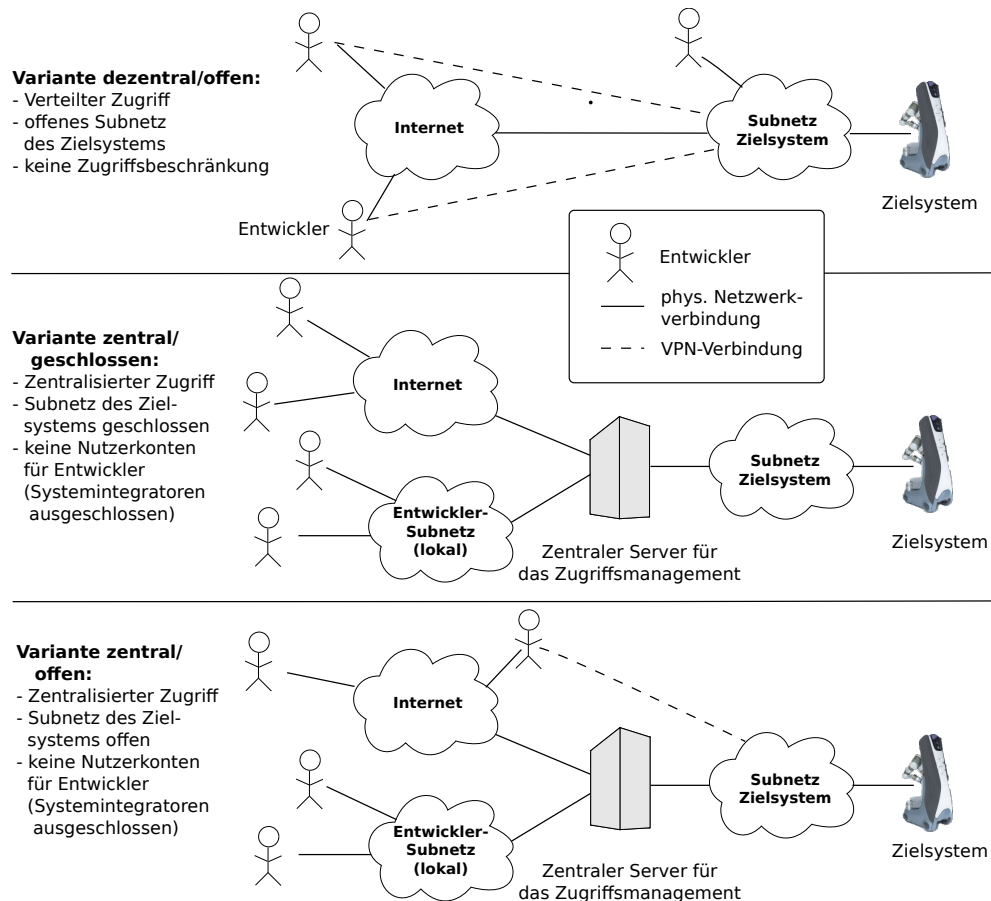 Variante dezentral/offen:
- Verteilter Zugriff
- offenes Subnetz
des Zielsystems
- keine Zugriffsbeschränkung
Internet
Subnetz
Zielsystem
Zielsystem
Entwickler
Entwickler
phys. Netzwerk-
verbindung
VPN-Verbindung
Variante zentral/
geschlossen:
- Zentralisierter Zugriff
- Subnetz des Ziel-
systems geschlossen
- keine Nutzerkonten
für Entwickler
(Systemintegratoren
ausgeschlossen)
Internet
Entwickler-
Subnetz
(lokal)
Zentraler Server für
das Zugriffsmanagement
Subnetz
Zielsystem
Zielsystem
Variante zentral/
offen:
- Zentralisierter Zugriff
- Subnetz des Ziel-
systems offen
- keine Nutzerkonten
für Entwickler
(Systemintegratoren
ausgeschlossen)
Internet
Entwickler-
Subnetz
(lokal)
Zentraler Server für
das Zugriffsmanagement
Subnetz
Zielsystem
Zielsystem